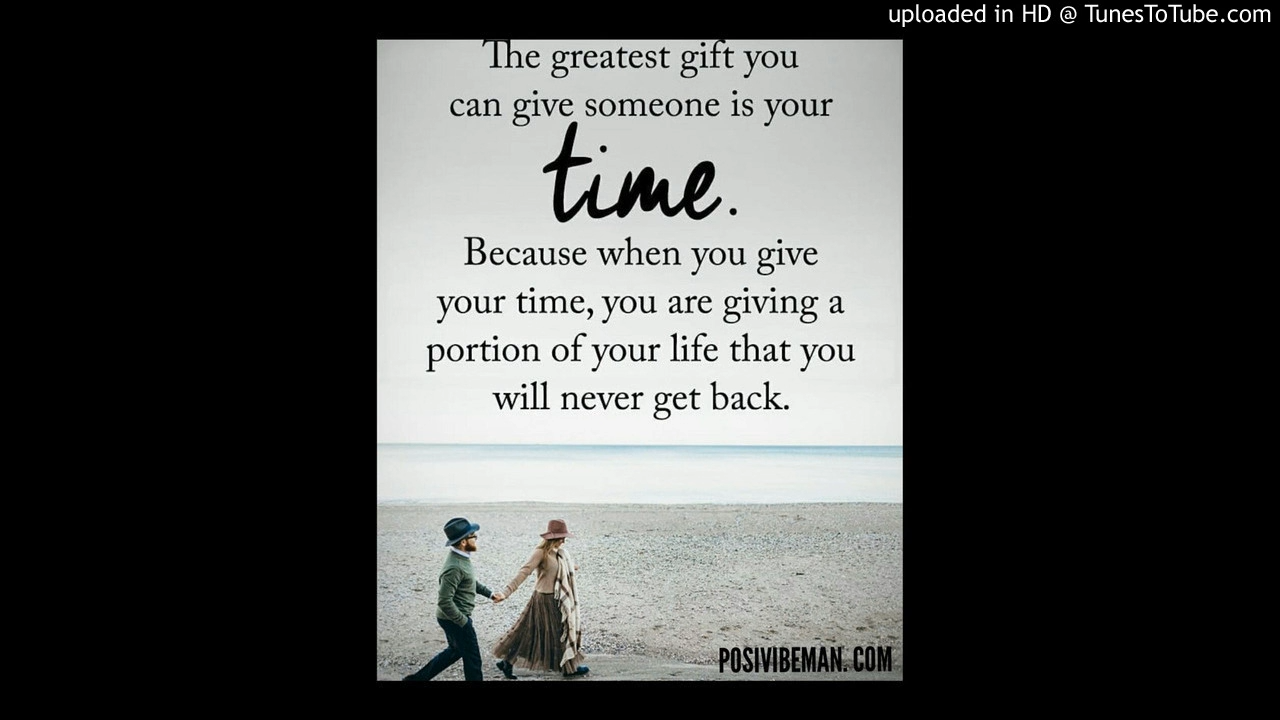 uploaded in HD @ TunesToTube.com
The greatest gift you
can give someone is your
time.
Because when you give
your time, you are giving a
portion of your life that you
will never get back.
POSIVIBEMAN. COM